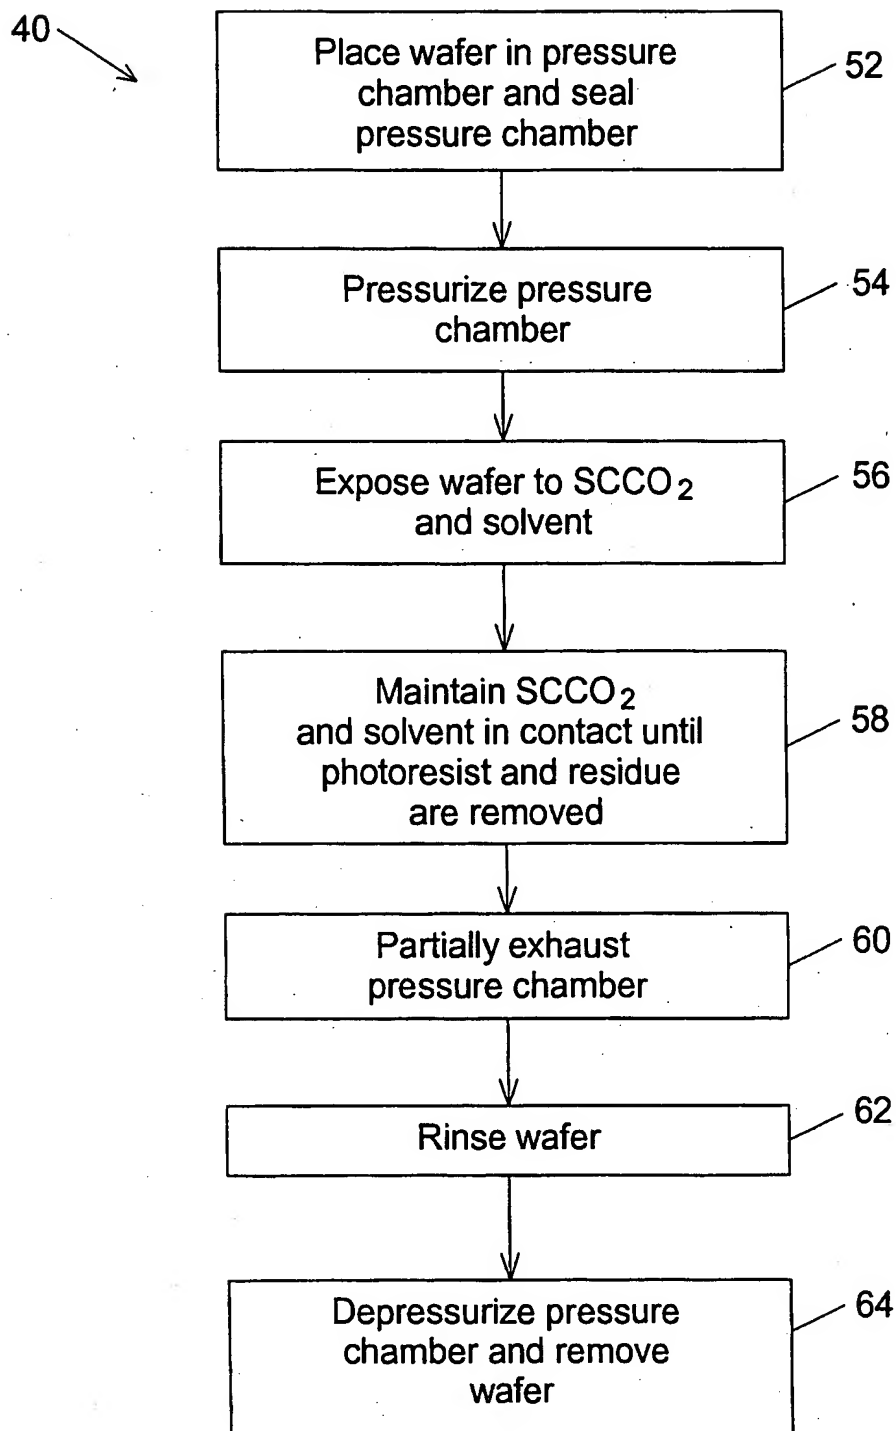 40
Place wafer in pressure
chamber and seal
pressure chamber
52
Pressurize pressure
chamber
54
Expose wafer to SCCO2
and solvent
56
Maintain SCCO2
and solvent in contact until
photoresist and residue
are removed
58
Partially exhaust
pressure chamber
60
Rinse wafer
62
Depressurize pressure
chamber and remove
wafer
64